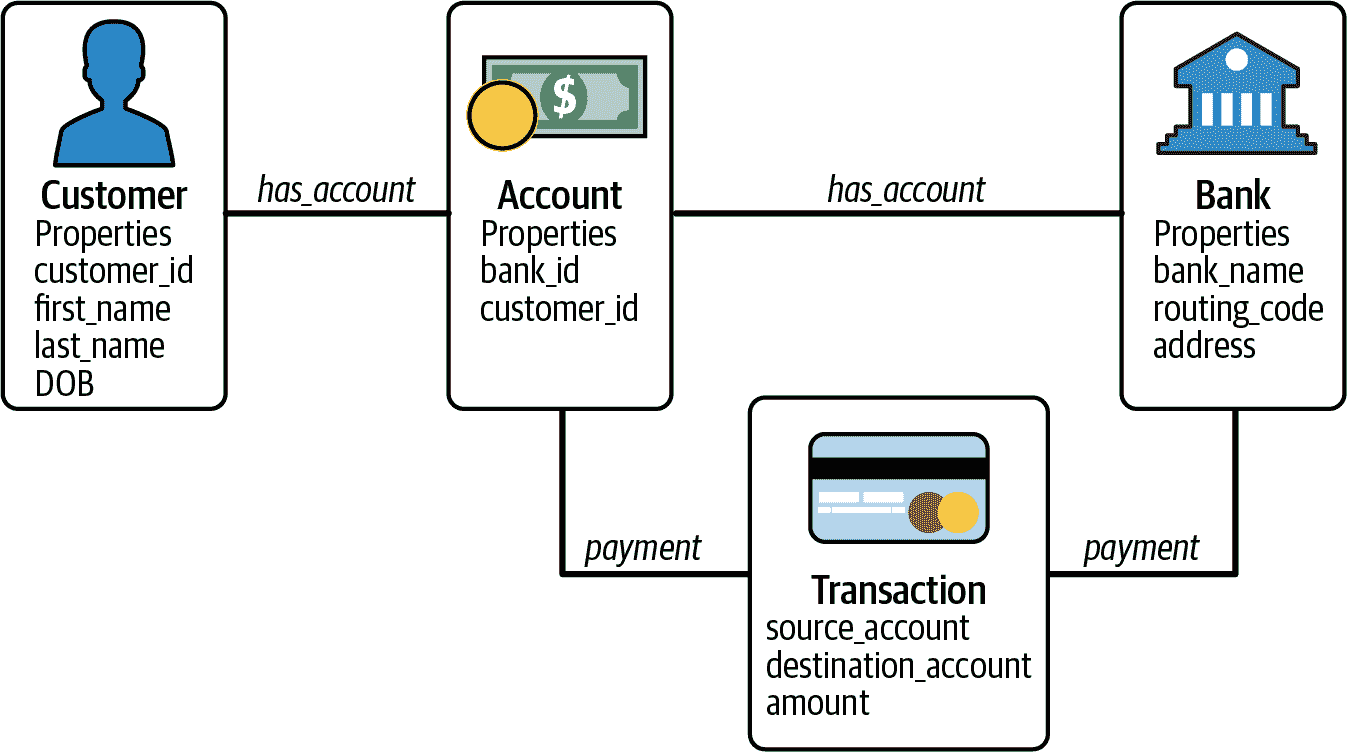 Customer
Properties
customer_id
first_name
last_name
DOB
has_account
$
Account
Properties
bank_id
customer_id
has_account
Bank
Properties
bank_name
routing_code
address
payment
Transaction
source_account
destination_account
amount
payment